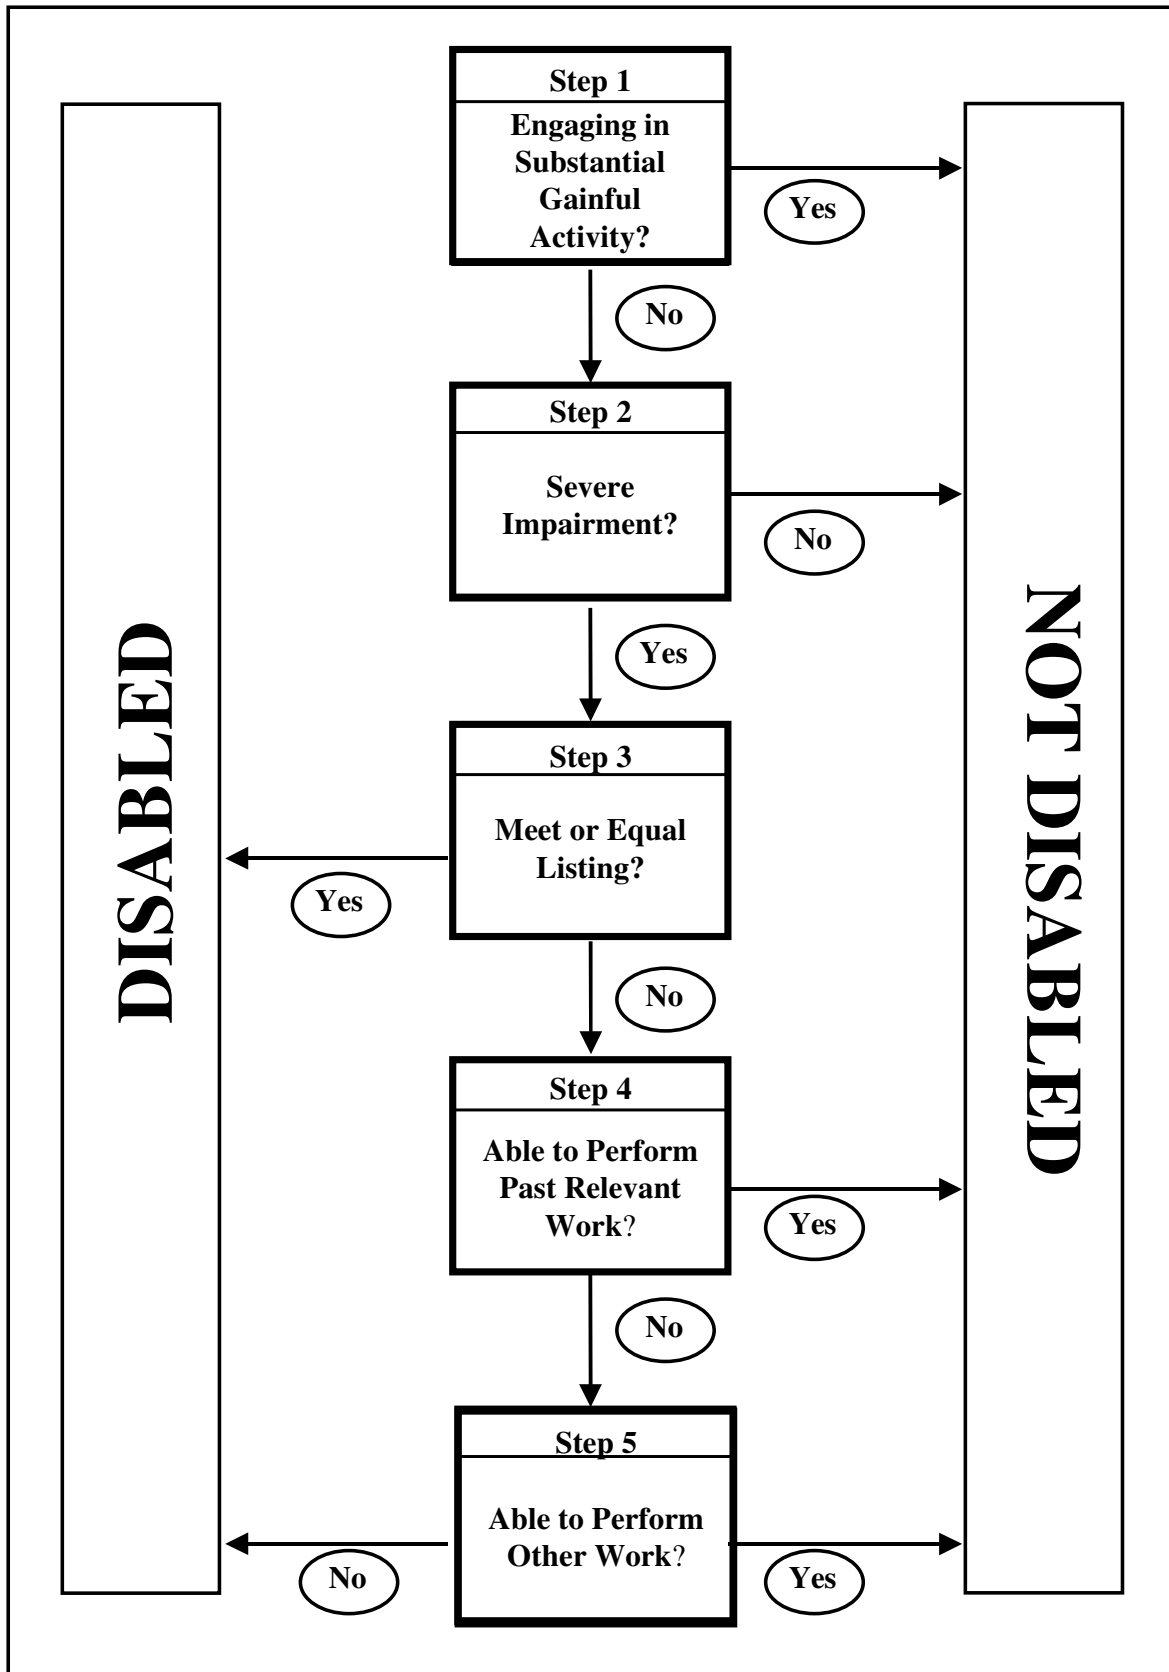 Step 1
Engaging in
Substantial
Gainful
Activity?
Yes
No
Step 2
Severe
Impairment?
No
Yes
Step 3
Meet or Equal
Listing?
Yes
No
Step 4
Able to Perform
Past Relevant
Work?
Yes
No
Step 5
Able to Perform
Other Work?
No
Yes
DISABLED
NOT DISABLED